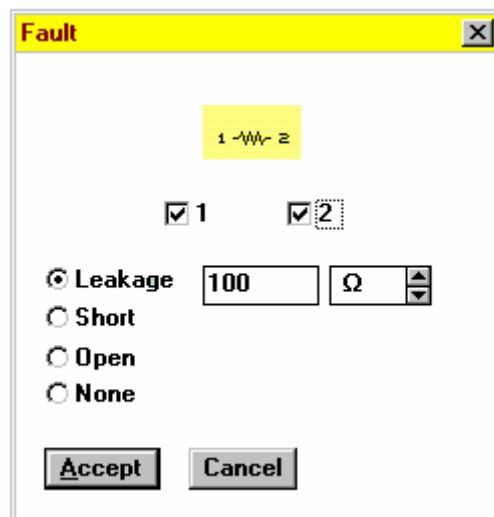 Fault
1 2
1 2
Leakage 100 Ω
Short
Open
None
Accept Cancel